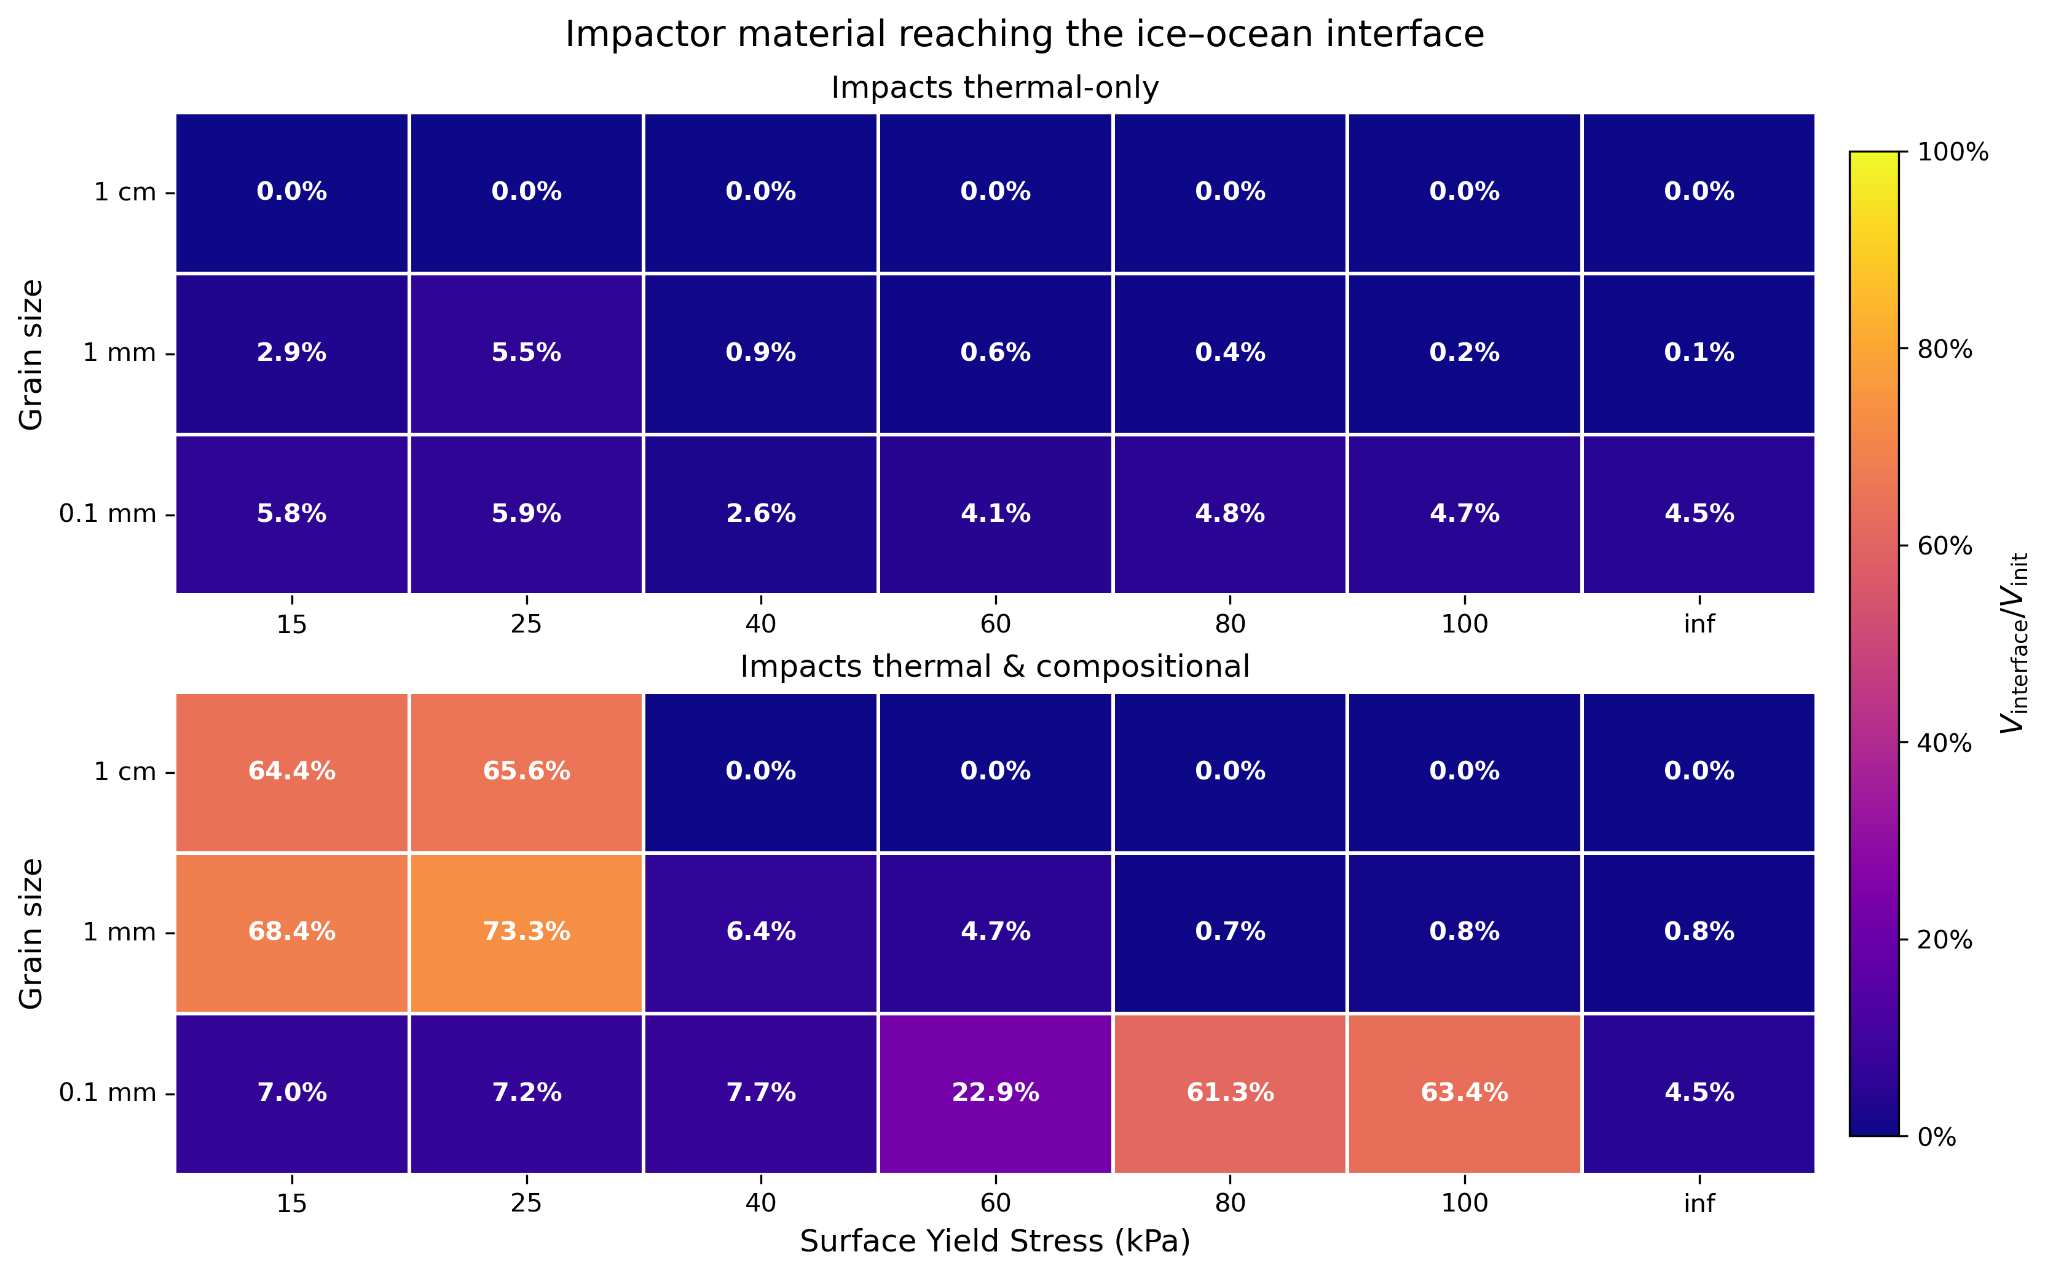 Impactor material reaching the ice–ocean interface
Impacts thermal-only
Grain size
1 cm 0.0% 0.0% 0.0% 0.0% 0.0% 0.0% 0.0%
1 mm 2.9% 5.5% 0.9% 0.6% 0.4% 0.2% 0.1%
0.1 mm 5.8% 5.9% 2.6% 4.1% 4.8% 4.7% 4.5%
15 25 40 60 80 100 inf
Impacts thermal & compositional
Grain size
1 cm 64.4% 65.6% 0.0% 0.0% 0.0% 0.0% 0.0%
1 mm 68.4% 73.3% 6.4% 4.7% 0.7% 0.8% 0.8%
0.1 mm 7.0% 7.2% 7.7% 22.9% 61.3% 63.4% 4.5%
15 25 40 60 80 100 inf
Surface Yield Stress (kPa)
100%
80%
60%
40%
20%
0%
Vinterface/Vinit